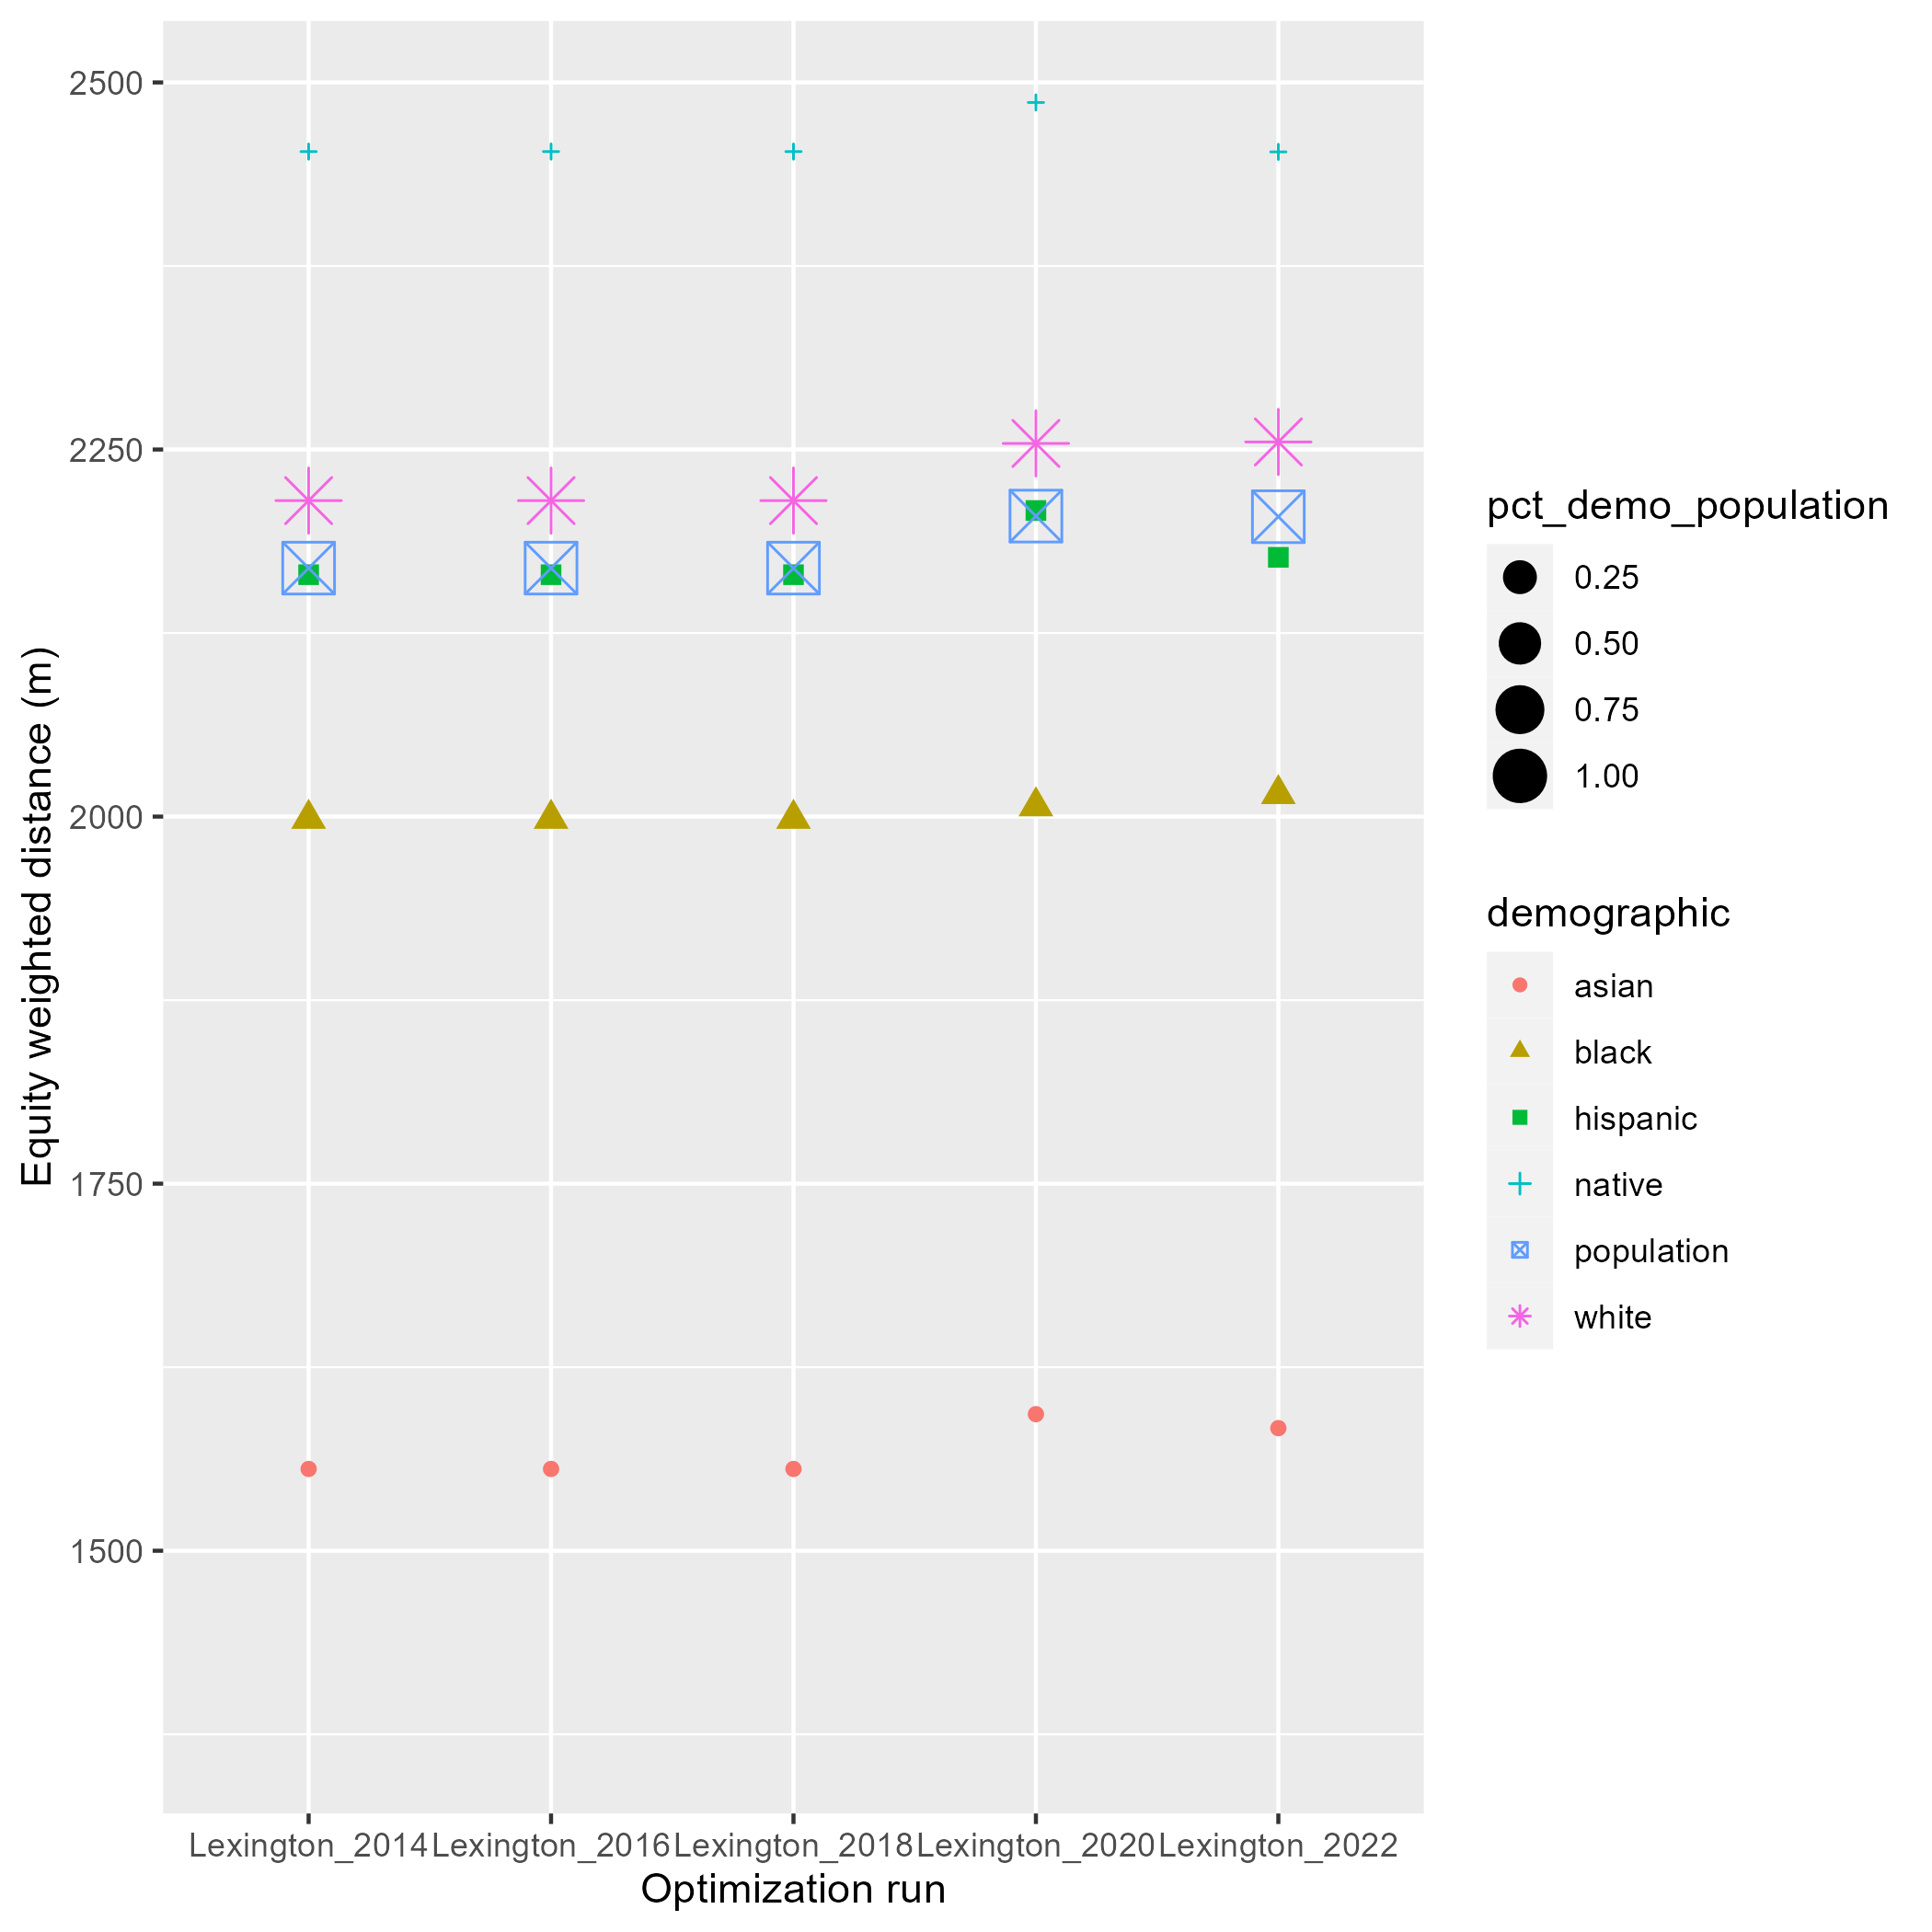 2500
2250
2000
1750
1500
Equity weighted distance (m)
Lexington_2014 Lexington_2016 Lexington_2018 Lexington_2020 Lexington_2022
Optimization run
pct_demo_population
0.25
0.50
0.75
1.00
demographic
asian
black
hispanic
native
population
white